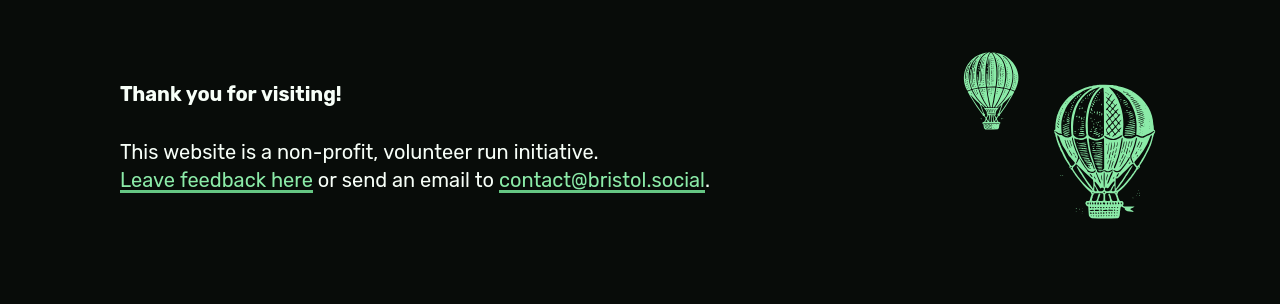 Thank you for visiting!
This website is a non-profit, volunteer run initiative.
Leave feedback here or send an email to contact@bristol.social.